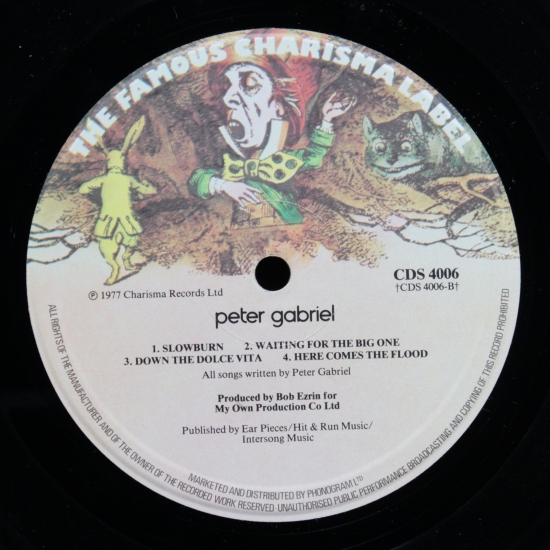 THE FAMOUS CHARISMA LABEL
CDS 4006
†CDS 4006-B†
℗ 1977 Charisma Records Ltd
peter gabriel
1. SLOWBURN 2. WAITING FOR THE BIG ONE
3. DOWN THE DOLCE VITA 4. HERE COMES THE FLOOD
All songs written by Peter Gabriel
Produced by Bob Ezrin for
My Own Production Co Ltd
Published by Ear Pieces/Hit & Run Music/
Intersong Music
ALL RIGHTS OF THE MANUFACTURER AND OF THE OWNER OF THE RECORDED WORK RESERVED·UNAUTHORISED PUBLIC PERFORMANCE BROADCASTING AND COPYING OF THIS RECORD PROHIBITED
MARKETED AND DISTRIBUTED BY PHONOGRAM LTD